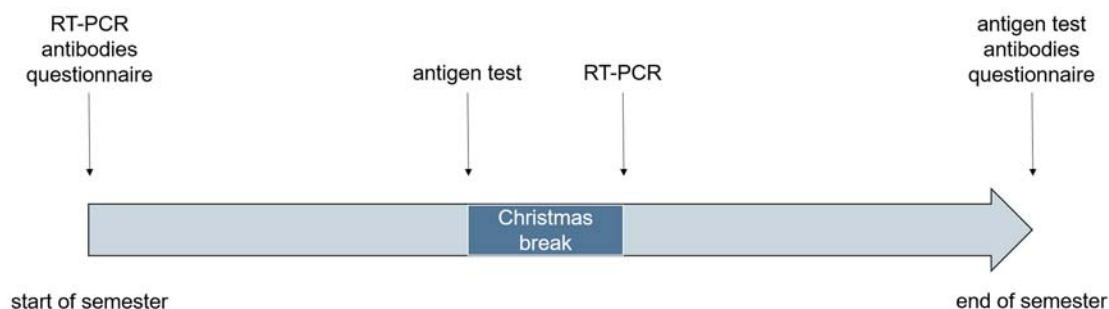 RT-PCR
antibodies
questionnaire
antigen test
RT-PCR
antigen test
antibodies
questionnaire
Christmas
break
start of semester
end of semester